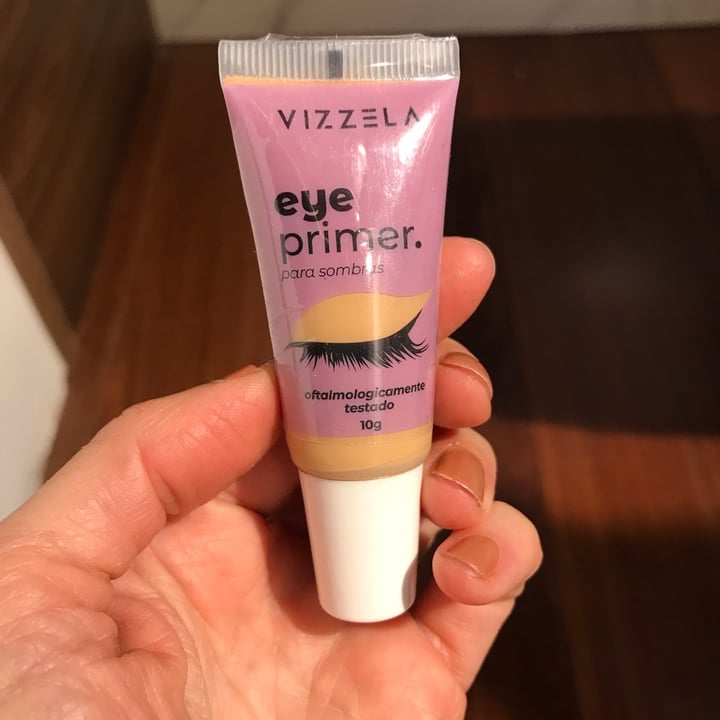 VIZZELA
eye
primer.
para sombras
oftalmologicamente
testado
10g